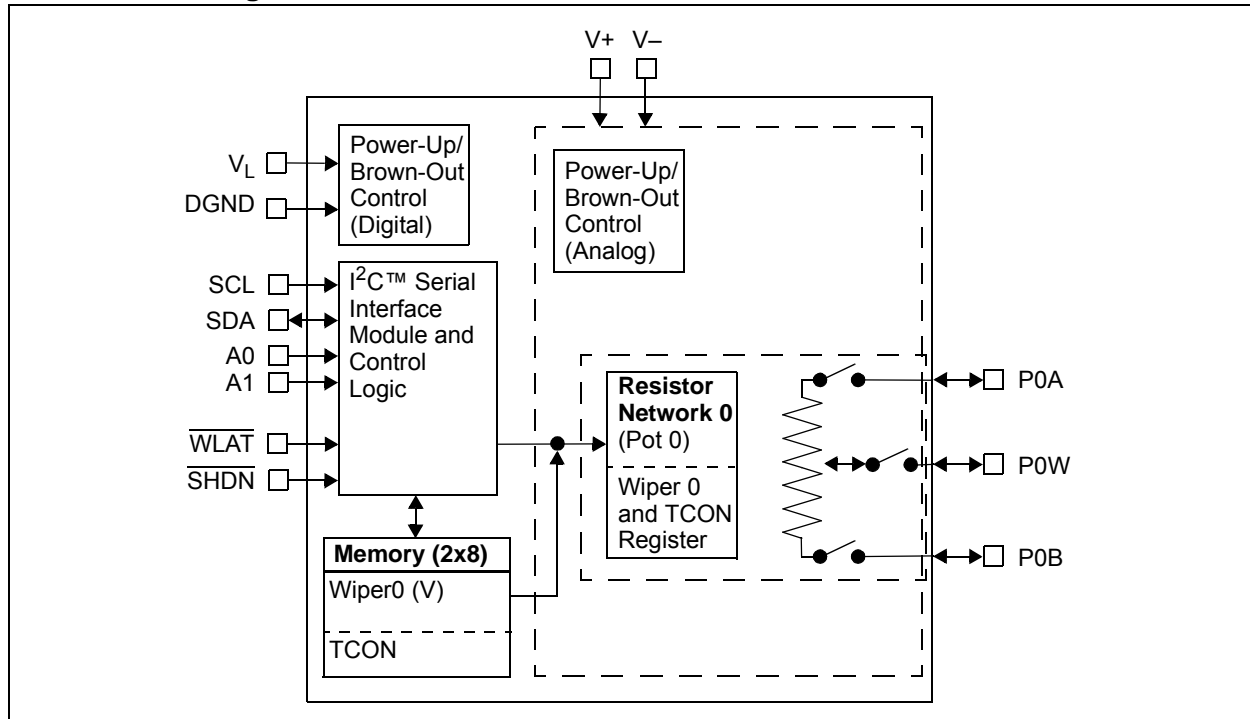 V+ V–
Power-Up/
Brown-Out
Control
(Digital)
Power-Up/
Brown-Out
Control
(Analog)
VL
DGND
SCL
SDA
A0
A1
WLAT
SHDN
I2C™ Serial
Interface
Module and
Control
Logic
Memory (2x8)
Wiper0 (V)
TCON
Resistor
Network 0
(Pot 0)
Wiper 0
and TCON
Register
P0A
P0W
P0B